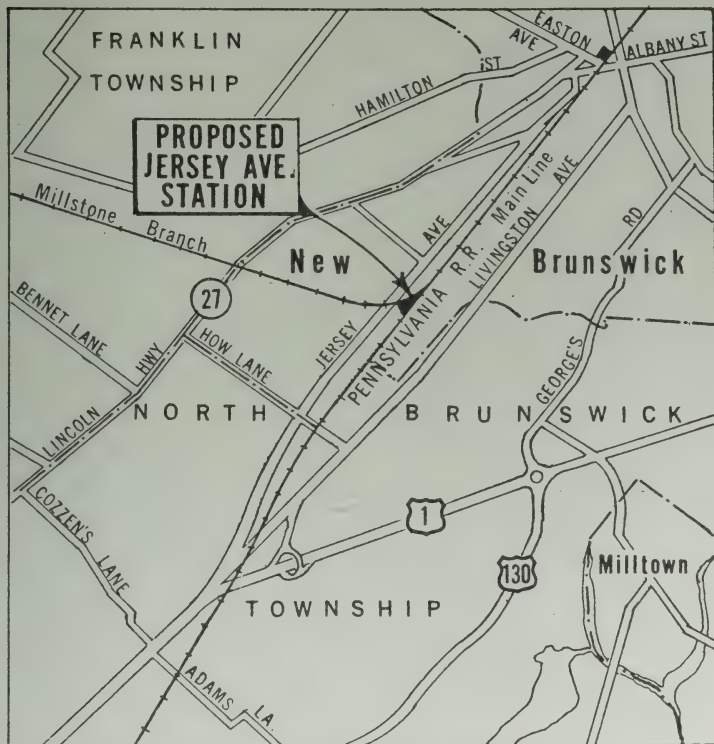 FRANKLIN
TOWNSHIP
EASTON
AVE
ALBANY ST
HAMILTON ST
PROPOSED
JERSEY AVE.
STATION
Millstone Branch
New
Brunswick
27
BENNET LANE
LINCOLN HWY
HOW LANE
JERSEY AVE
PENNSYLVANIA R.R. Main Line
LIVINGSTON AVE
GEORGE'S RD
NORTH BRUNSWICK
TOWNSHIP
COZZEN'S LANE
1
130
Milltown
ADAMS LA.